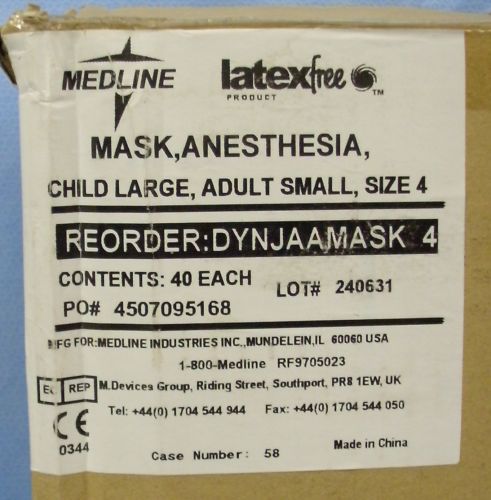 MEDLINE
latexfree
PRODUCT
TM
MASK,ANESTHESIA,
CHILD LARGE, ADULT SMALL, SIZE 4
REORDER:DYNJAAMASK 4
CONTENTS: 40 EACH
LOT# 240631
PO# 4507095168
MFG FOR:MEDLINE INDUSTRIES INC.,MUNDELEIN,IL 60060 USA
1-800-Medline RF9705023
EC REP
M.Devices Group, Riding Street, Southport, PR8 1EW, UK
Tel: +44(0) 1704 544 944 Fax: +44(0) 1704 544 050
CE
0344
Case Number: 58
Made in China